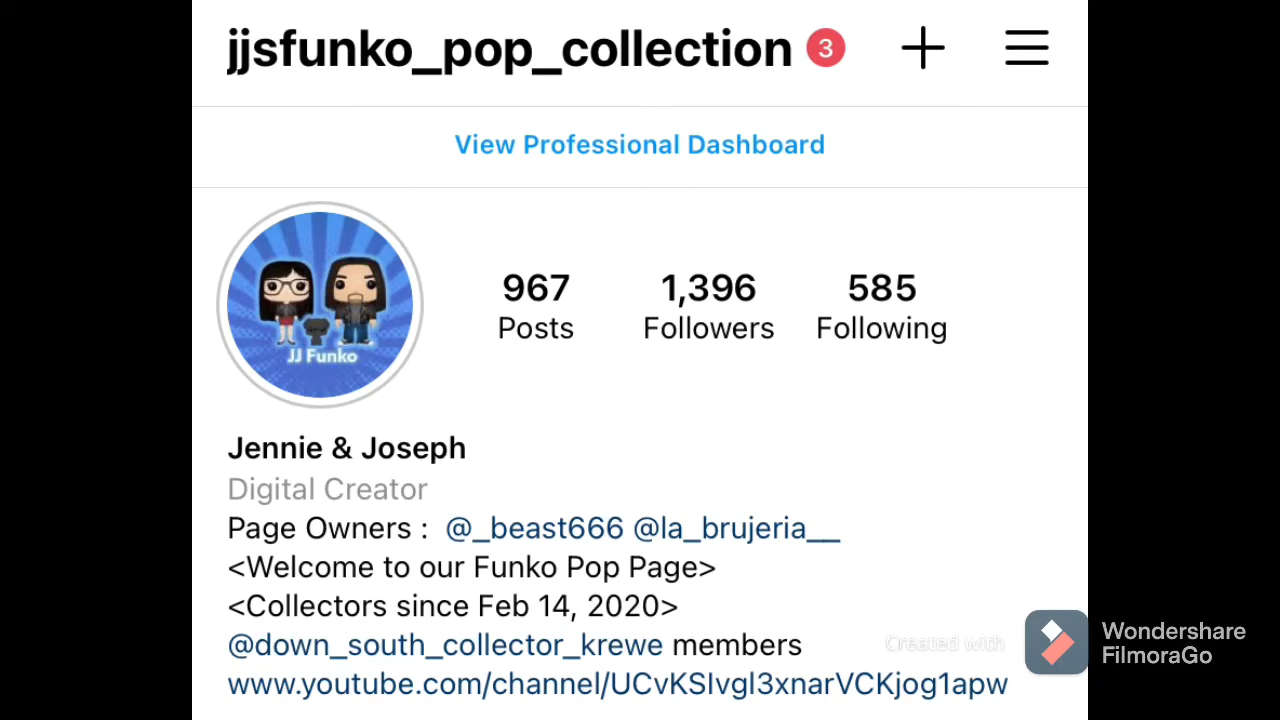 jjsfunko_pop_collection 3
View Professional Dashboard
JJ Funko
967 1,396 585
Posts Followers Following
Jennie & Joseph
Digital Creator
Page Owners : @_beast666 @la_brujeria__
<Welcome to our Funko Pop Page>
<Collectors since Feb 14, 2020>
@down_south_collector_krewe members
www.youtube.com/channel/UCvKSlvgl3xnarVCKjog1apw
Created with
Wondershare
FilmoraGo